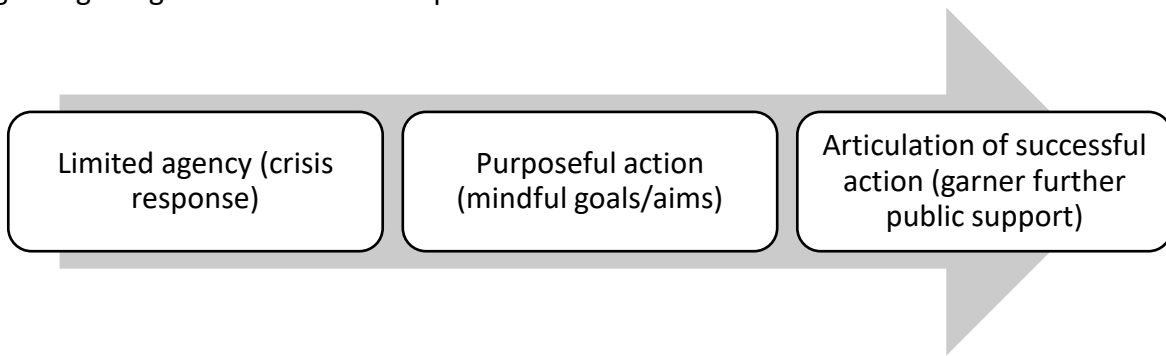 Limited agency (crisis
response)
Purposeful action
(mindful goals/aims)
Articulation of successful
action (garner further
public support)